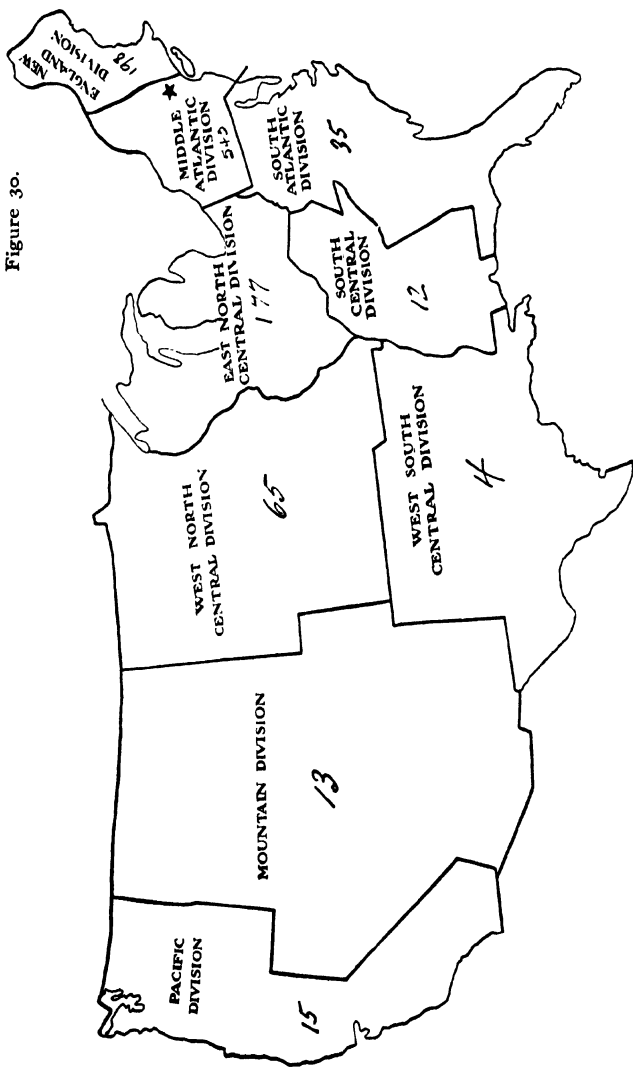 Figure 30.
NEW
ENGLAND
DIVISION
198
MIDDLE
ATLANTIC
DIVISION
545
SOUTH
ATLANTIC
DIVISION
35
EAST NORTH
CENTRAL DIVISION
177
SOUTH
CENTRAL
DIVISION
12
WEST NORTH
CENTRAL DIVISION
65
WEST SOUTH
CENTRAL DIVISION
4
MOUNTAIN DIVISION
13
PACIFIC
DIVISION
15